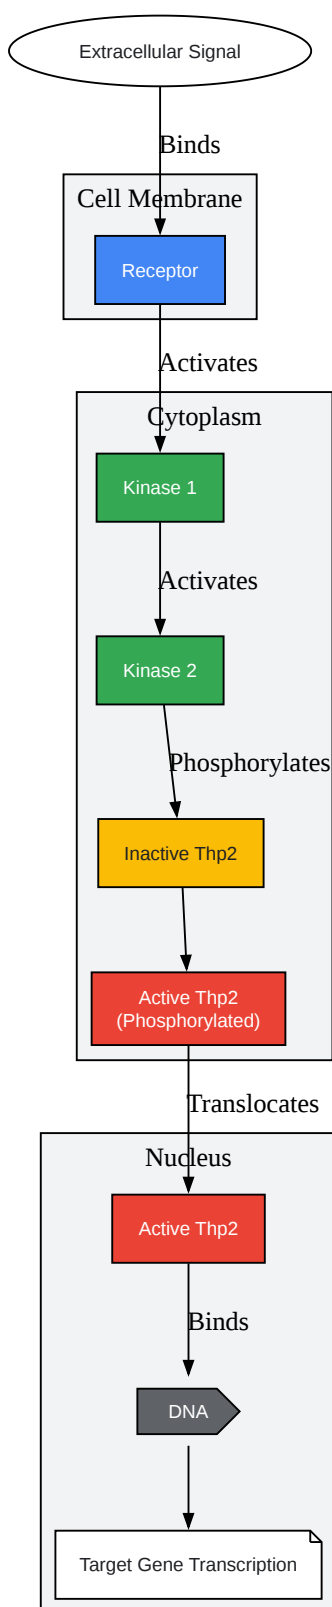 Extracellular Signal
Binds
Cell Membrane
Receptor
Activates
Cytoplasm
Kinase 1
Activates
Kinase 2
Phosphorylates
Inactive Thp2
Active Thp2
(Phosphorylated)
Translocates
Nucleus
Active Thp2
Binds
DNA
Target Gene Transcription